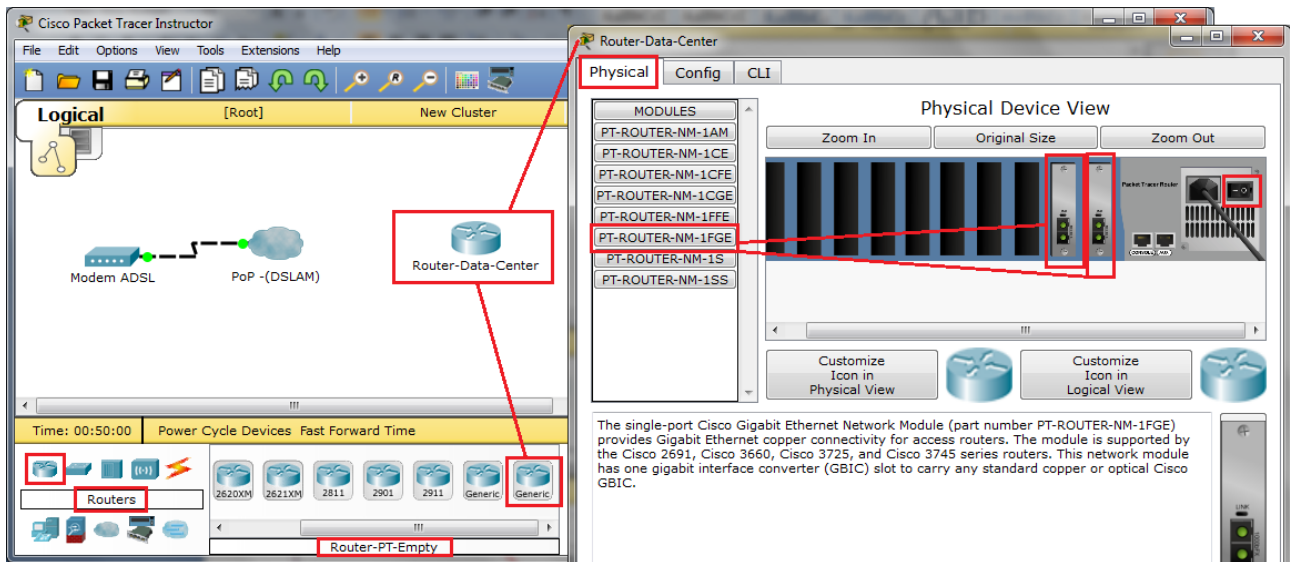 Cisco Packet Tracer Instructor
File Edit Options View Tools Extensions Help
Logical [Root] New Cluster
Modem ADSL
PoP -(DSLAM)
Router-Data-Center
Time: 00:50:00 Power Cycle Devices Fast Forward Time
Routers
2620XM 2621XM 2811 2901 2911 Generic Generic
Router-PT-Empty
Router-Data-Center
Physical Config CLI
MODULES
PT-ROUTER-NM-1AM
PT-ROUTER-NM-1CE
PT-ROUTER-NM-1CFE
PT-ROUTER-NM-1CGE
PT-ROUTER-NM-1FFE
PT-ROUTER-NM-1FGE
PT-ROUTER-NM-1S
PT-ROUTER-NM-1SS
Physical Device View
Zoom In Original Size Zoom Out
Packet Tracer Router
CONSOLE AUX
Customize
Icon in
Physical View
Customize
Icon in
Logical View
The single-port Cisco Gigabit Ethernet Network Module (part number PT-ROUTER-NM-1FGE)
provides Gigabit Ethernet copper connectivity for access routers. The module is supported by
the Cisco 2691, Cisco 3660, Cisco 3725, and Cisco 3745 series routers. This network module
has one gigabit interface converter (GBIC) slot to carry any standard copper or optical Cisco
GBIC.
LINK